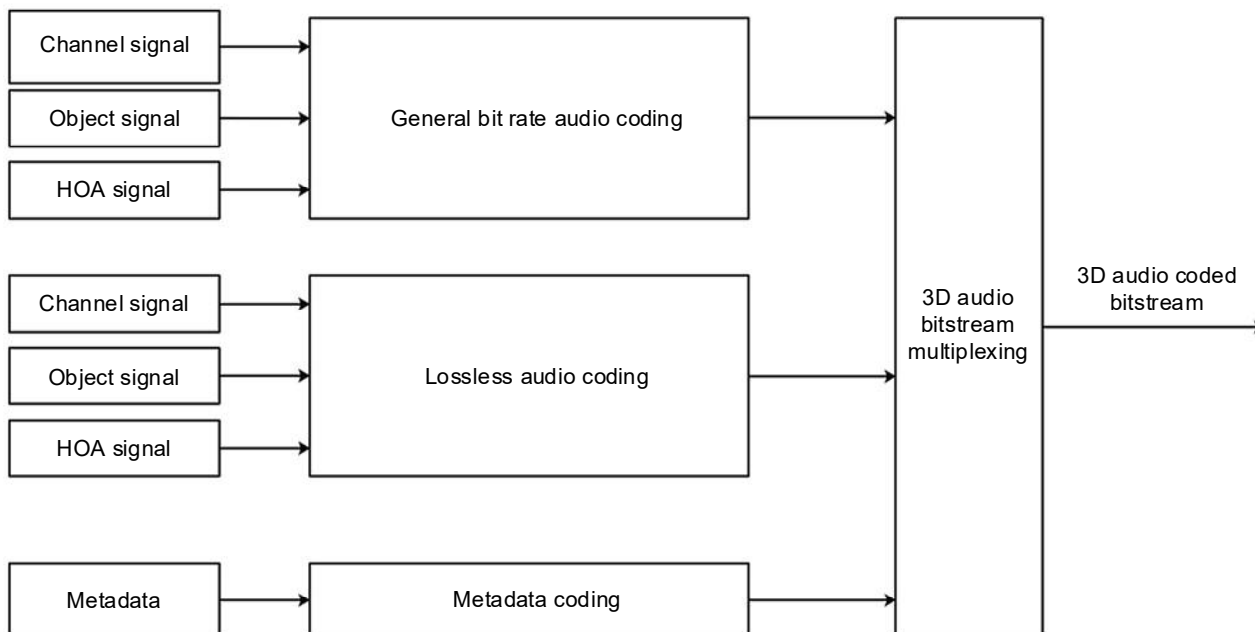 Channel signal
Object signal
HOA signal
General bit rate audio coding
Channel signal
Object signal
HOA signal
Lossless audio coding
Metadata
Metadata coding
3D audio
bitstream
multiplexing
3D audio coded
bitstream